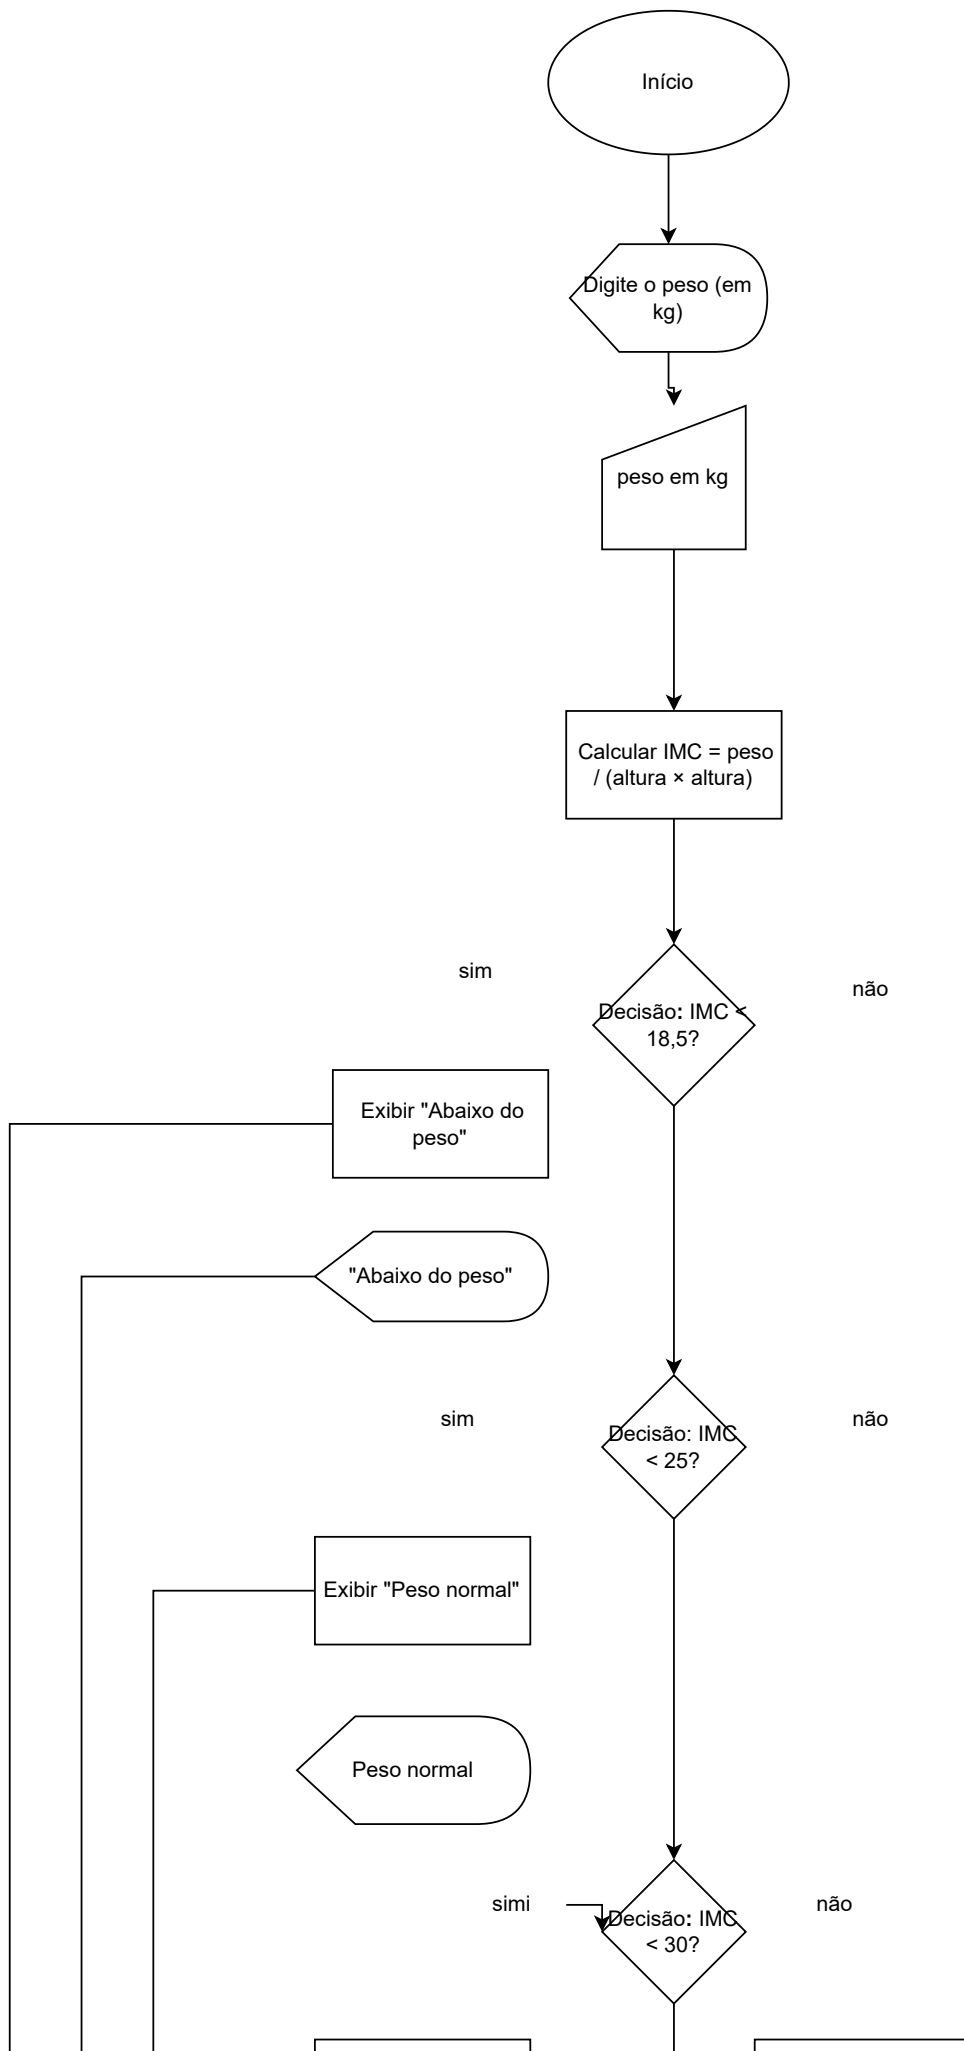 Início
Digite o peso (em
kg)
peso em kg
Calcular IMC = peso
/ (altura × altura)
sim
não
Decisão: IMC <
18,5?
Exibir "Abaixo do
peso"
"Abaixo do peso"
sim
não
Decisão: IMC
< 25?
Exibir "Peso normal"
Peso normal
simi
não
Decisão: IMC
< 30?